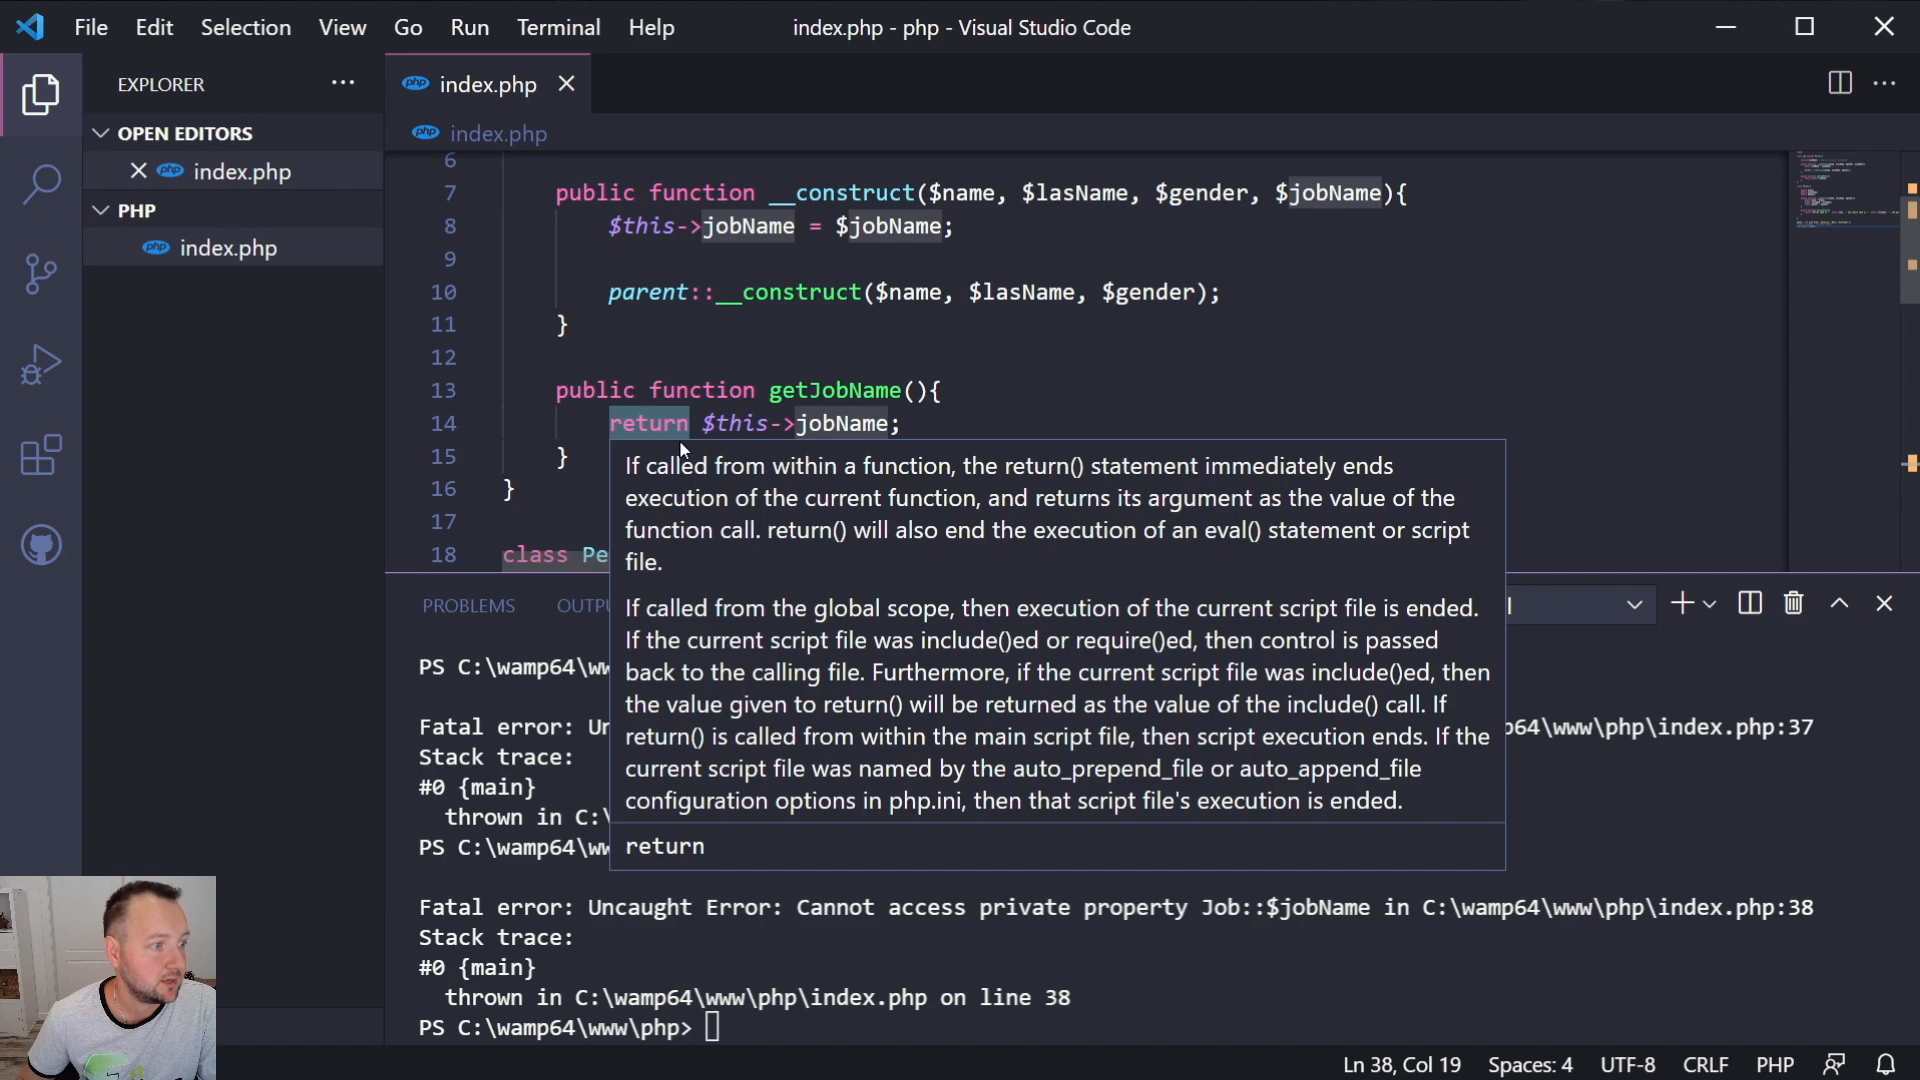 File Edit Selection View Go Run Terminal Help
index.php - php - Visual Studio Code
EXPLORER
OPEN EDITORS
index.php
PHP
index.php
index.php
index.php
6
7 public function __construct($name, $lasName, $gender, $jobName){
8 $this->jobName = $jobName;
9
10 parent::__construct($name, $lasName, $gender);
11 }
12
13 public function getJobName(){
14 return $this->jobName;
15 }
16 }
17
18 class Pe
If called from within a function, the return() statement immediately ends
execution of the current function, and returns its argument as the value of the
function call. return() will also end the execution of an eval() statement or script
file.
If called from the global scope, then execution of the current script file is ended.
If the current script file was include()ed or require()ed, then control is passed
back to the calling file. Furthermore, if the current script file was include()ed, then
the value given to return() will be returned as the value of the include() call. If
return() is called from within the main script file, then script execution ends. If the
current script file was named by the auto_prepend_file or auto_append_file
configuration options in php.ini, then that script file's execution is ended.
return
PROBLEMS OUTPU
PS C:\wamp64\ww
Fatal error: Un p64\www\php\index.php:37
Stack trace:
#0 {main}
thrown in C:\
PS C:\wamp64\ww
Fatal error: Uncaught Error: Cannot access private property Job::$jobName in C:\wamp64\www\php\index.php:38
Stack trace:
#0 {main}
thrown in C:\wamp64\www\php\index.php on line 38
PS C:\wamp64\www\php>
Ln 38, Col 19 Spaces: 4 UTF-8 CRLF PHP